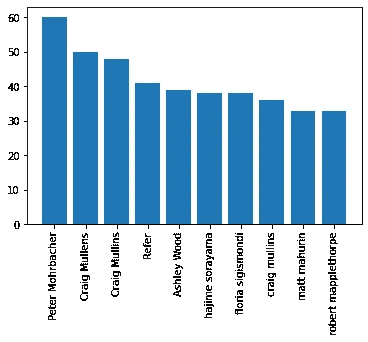 60
50
40
30
20
10
0
Peter Mohrbacher
Craig Mullens
Craig Mullins
Refer
Ashley Wood
hajime sorayama
floria sigismondi
craig mullins
matt mahurin
robert mapplethorpe